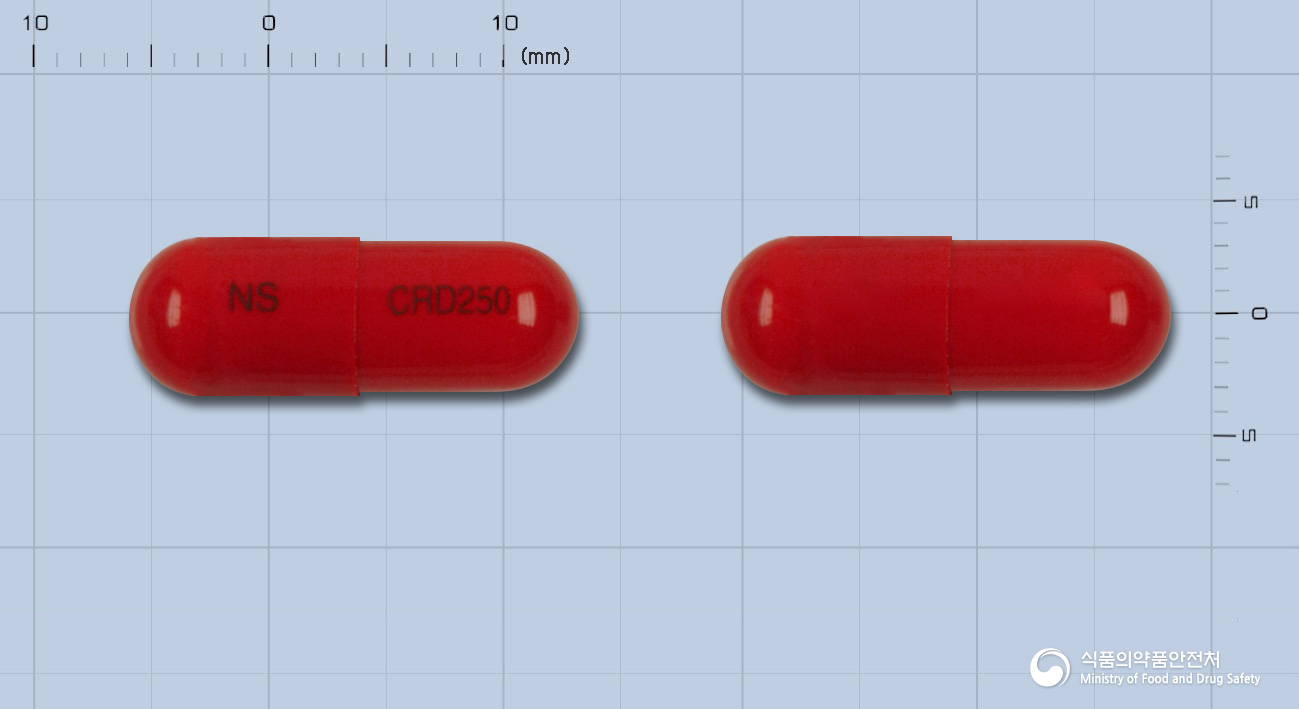 10 0 10 (mm)
5
NS CRD250
0
5
식품의약품안전처
Ministry of Food and Drug Safety